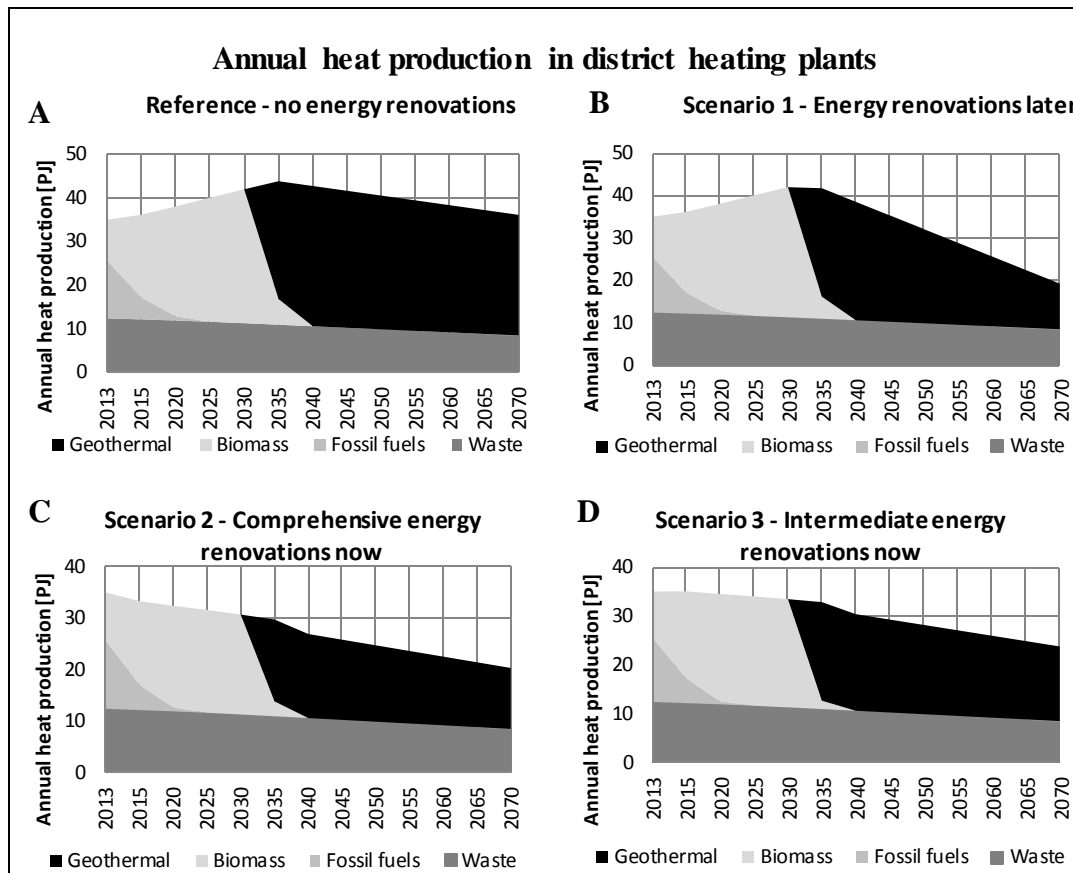 Annual heat production in district heating plants
A
Reference - no energy renovations
Annual heat production [PJ]
50
40
30
20
10
0
2013 2015 2020 2025 2030 2035 2040 2045 2050 2055 2060 2065 2070
Geothermal Biomass Fossil fuels Waste
B
Scenario 1 - Energy renovations later
Annual heat production [PJ]
50
40
30
20
10
0
2013 2015 2020 2025 2030 2035 2040 2045 2050 2055 2060 2065 2070
Geothermal Biomass Fossil fuels Waste
C
Scenario 2 - Comprehensive energy
renovations now
Annual heat production [PJ]
40
30
20
10
0
2013 2015 2020 2025 2030 2035 2040 2045 2050 2055 2060 2065 2070
Geothermal Biomass Fossil fuels Waste
D
Scenario 3 - Intermediate energy
renovations now
Annual heat production [PJ]
40
30
20
10
0
2013 2015 2020 2025 2030 2035 2040 2045 2050 2055 2060 2065 2070
Geothermal Biomass Fossil fuels Waste